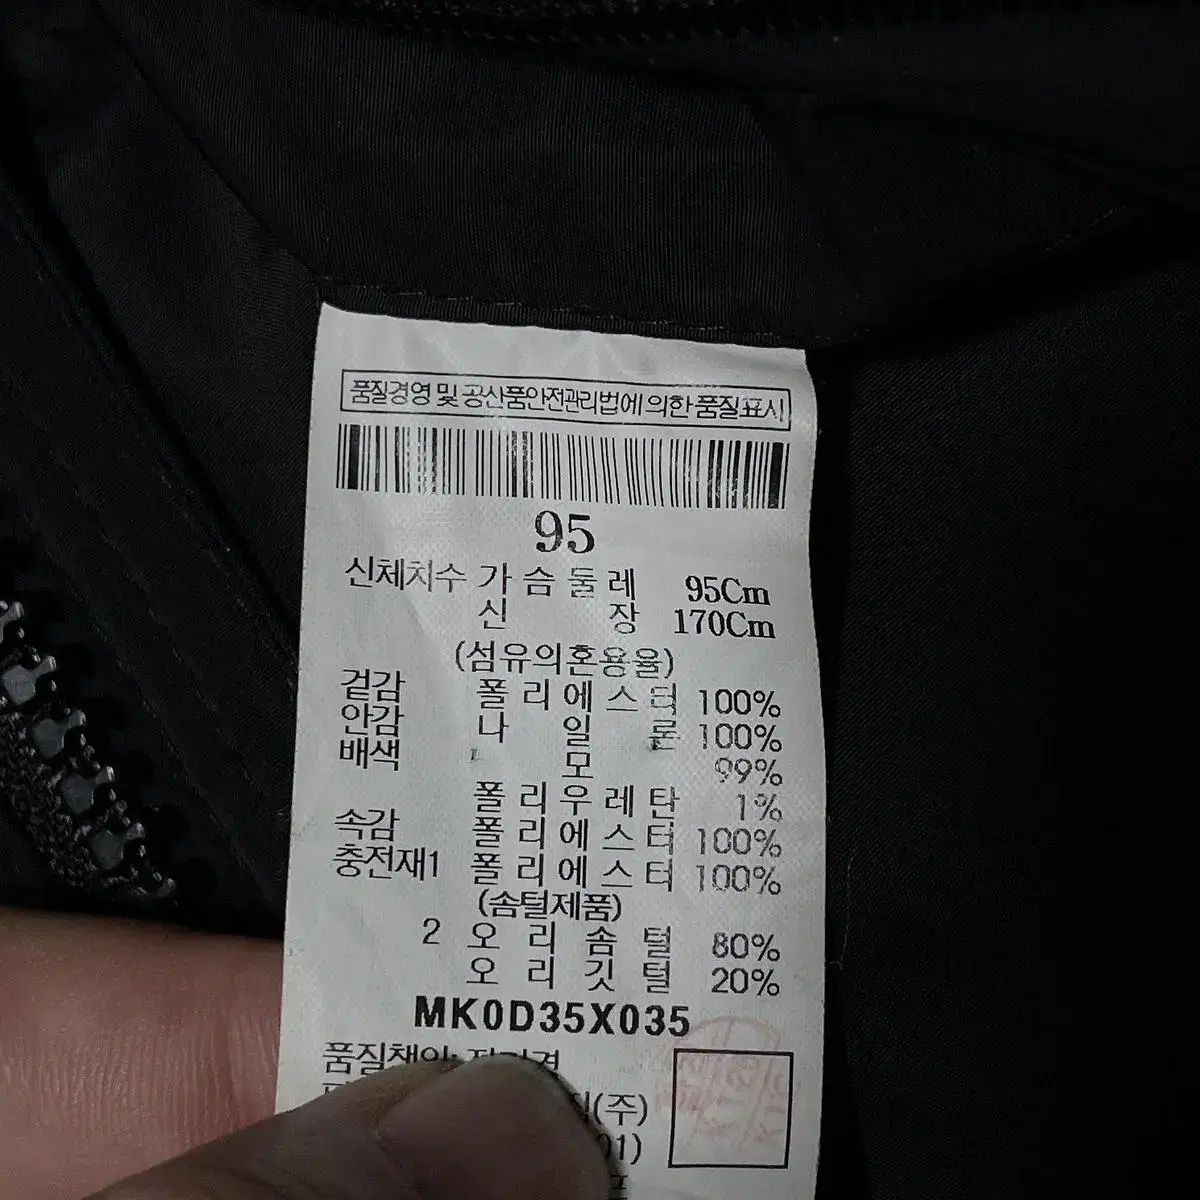 품질경영 및 공산품안전관리법에 의한 품질표시
95
신체치수 가 슴 둘 레 95Cm
신 장 170Cm
(섬유의혼용율)
겉감 폴 리 에 스 터 100%
안감 나 일 론 100%
배색 모 99%
폴 리 우 레 탄 1%
속감 폴 리 에 스 터 100%
충전재1 폴 리 에 스 터 100%
(솜털제품)
2 오 리 솜 털 80%
오 리 깃 털 20%
MK0D35X035
품질책임:
(주)
01)